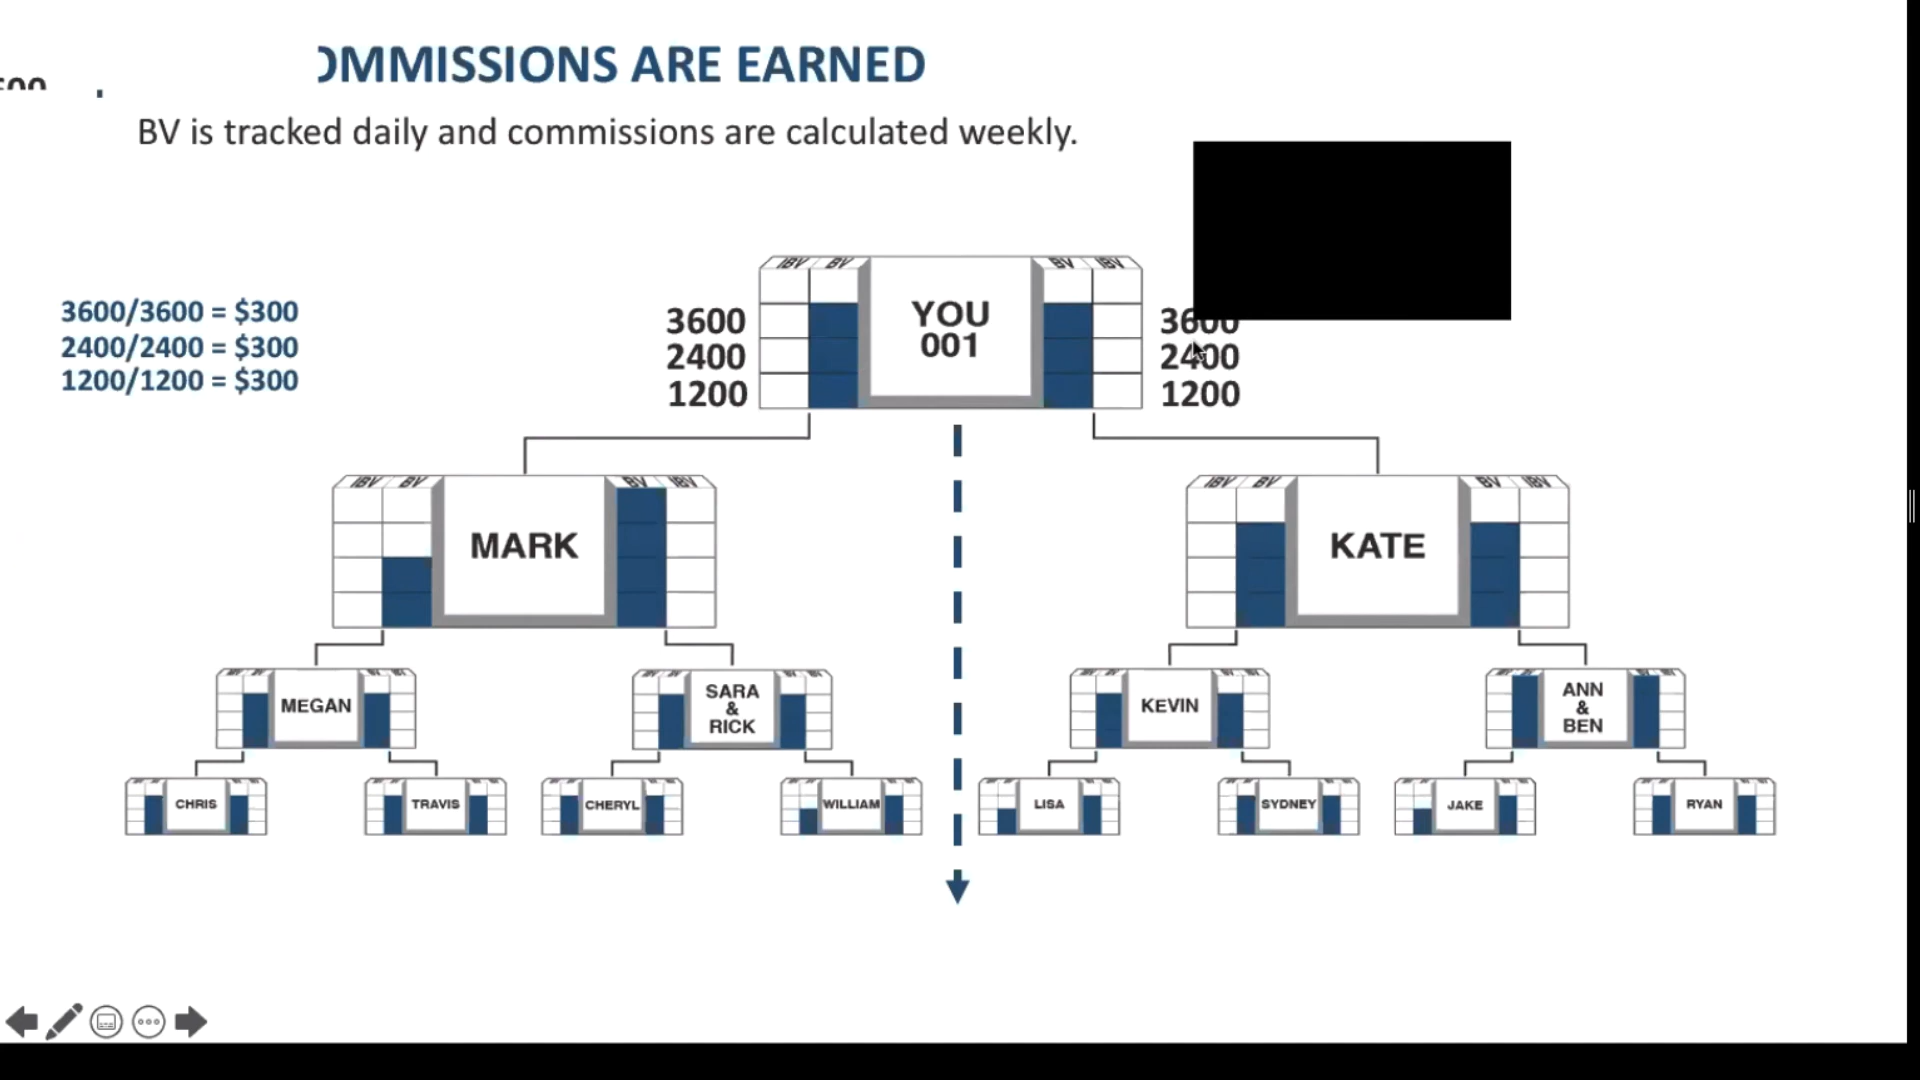 OMMISSIONS ARE EARNED
BV is tracked daily and commissions are calculated weekly.
3600/3600 = $300
2400/2400 = $300
1200/1200 = $300
IBV BV BV IBV
YOU
001
3600
2400
1200
3600
2400
1200
IBV BV BV IBV
MARK
IBV BV BV IBV
KATE
MEGAN
SARA
&
RICK
KEVIN
ANN
&
BEN
CHRIS
TRAVIS
CHERYL
WILLIAM
LISA
SYDNEY
JAKE
RYAN